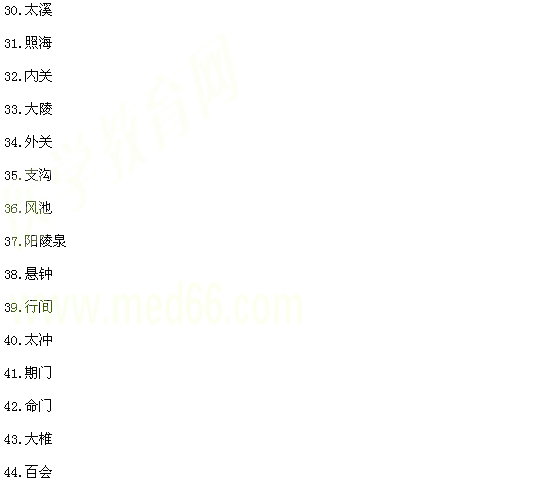 30.太溪
31.照海
32.内关
33.大陵
34.外关
35.支沟
36.风池
37.阳陵泉
38.悬钟
39.行间
www.med66.com
40.太冲
41.期门
42.命门
43.大椎
44.百会